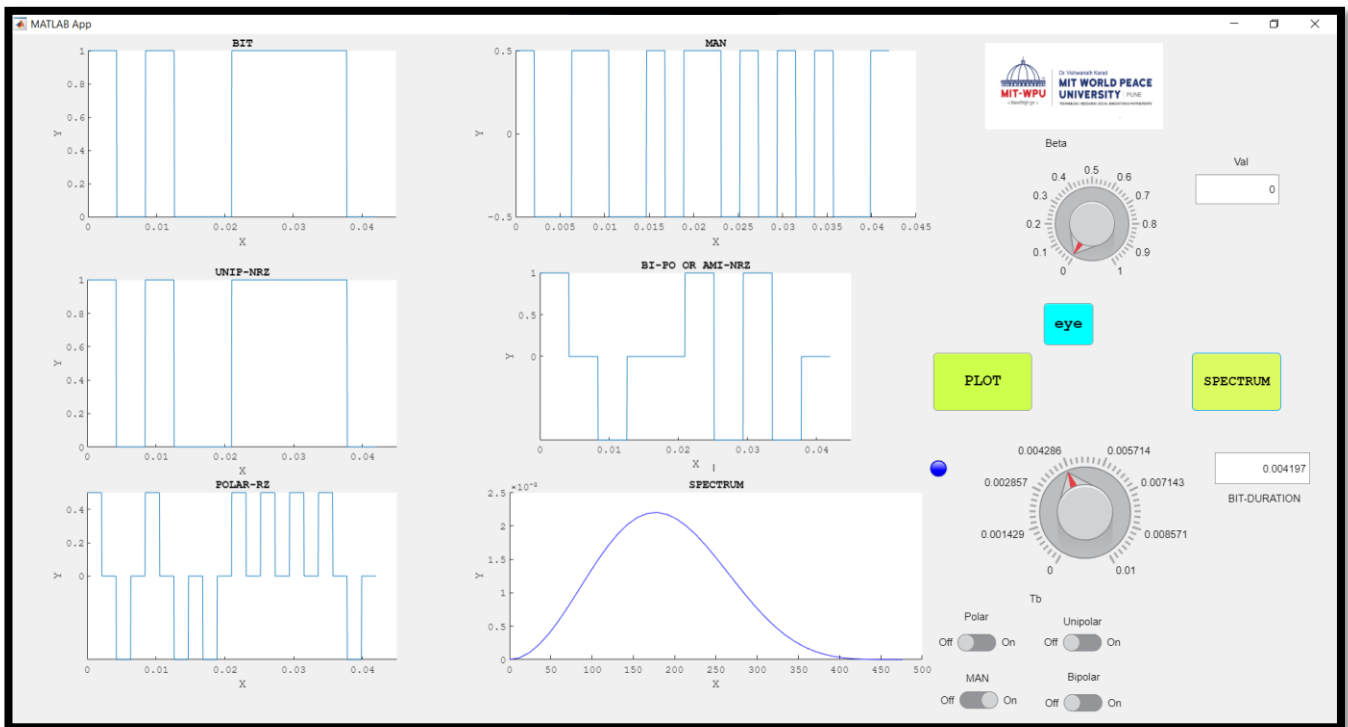 MATLAB App
BIT
1
0.8
0.6
0.4
0.2
0
Y
0 0.01 0.02 0.03 0.04
X
MAN
0.5
0
-0.5
Y
0 0.005 0.01 0.015 0.02 0.025 0.03 0.035 0.04 0.045
X
UNIP-NRZ
1
0.8
0.6
0.4
0.2
0
Y
0 0.01 0.02 0.03 0.04
X
BI-PO OR AMI-NRZ
1
0.5
0
Y
0 0.01 0.02 0.03 0.04
X
POLAR-RZ
0.4
0.2
0
Y
0 0.01 0.02 0.03 0.04
X
SPECTRUM
2.5
2
1.5
1
0.5
0
Y
0 50 100 150 200 250 300 350 400 450 500
X
MIT-WPU
Dr. Vishwanath Karad
MIT WORLD PEACE
UNIVERSITY | PUNE
Beta
0 0.1 0.2 0.3 0.4 0.5 0.6 0.7 0.8 0.9 1
Val
0
eye
PLOT
SPECTRUM
0 0.001429 0.002857 0.004286 0.005714 0.007143 0.008571 0.01
0.004197
BIT-DURATION
Tb
Polar
Off On
Unipolar
Off On
MAN
Off On
Bipolar
Off On